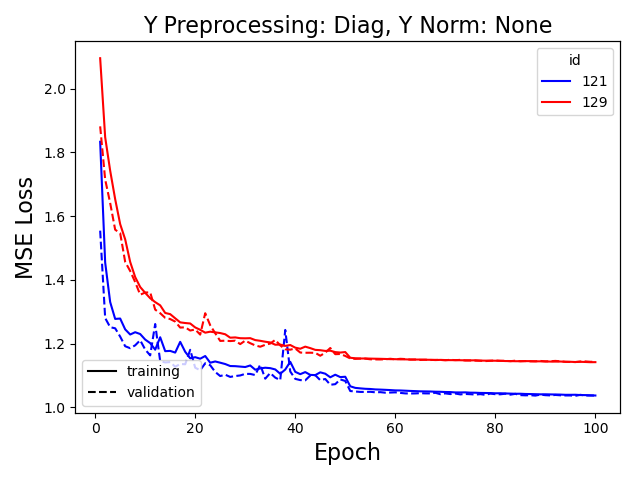 Y Preprocessing: Diag, Y Norm: None
id
121
129
MSE Loss
2.0
1.8
1.6
1.4
1.2
1.0
training
validation
0
20
40
60
80
100
Epoch